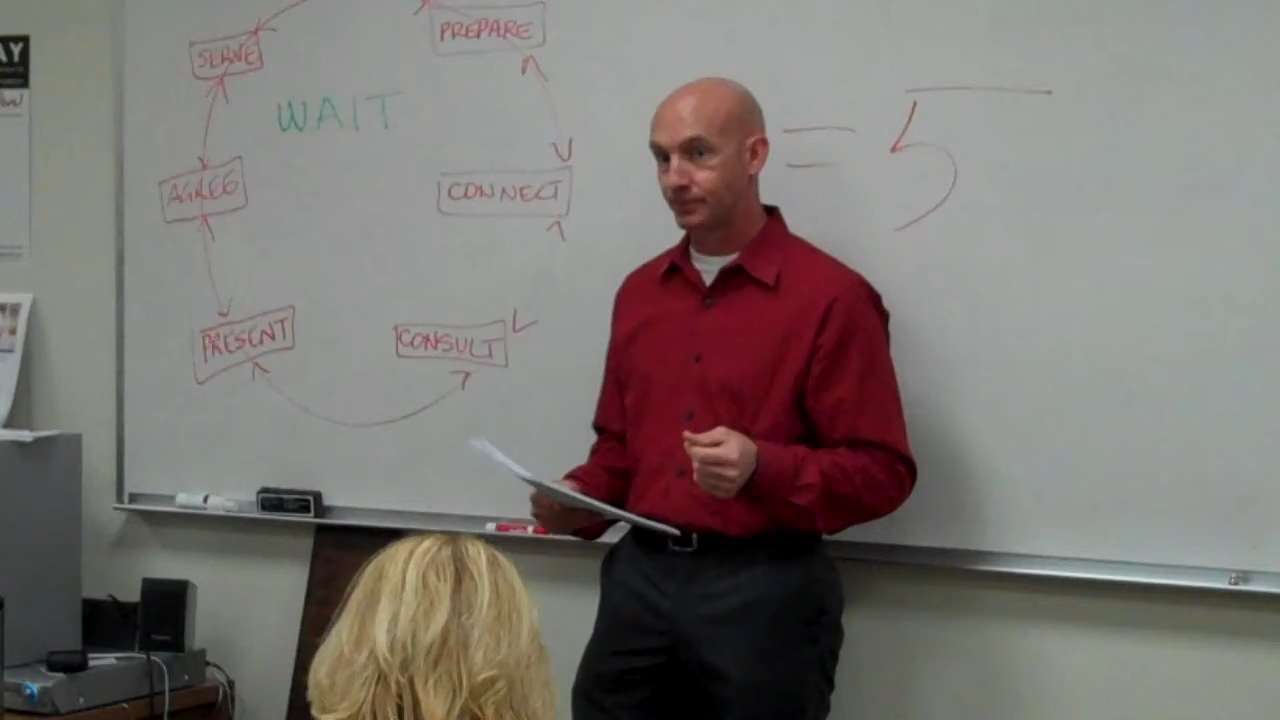 PREPARE
SERVE
WAIT
= 5
AGREE
CONNECT
PRESENT
CONSULT
AY